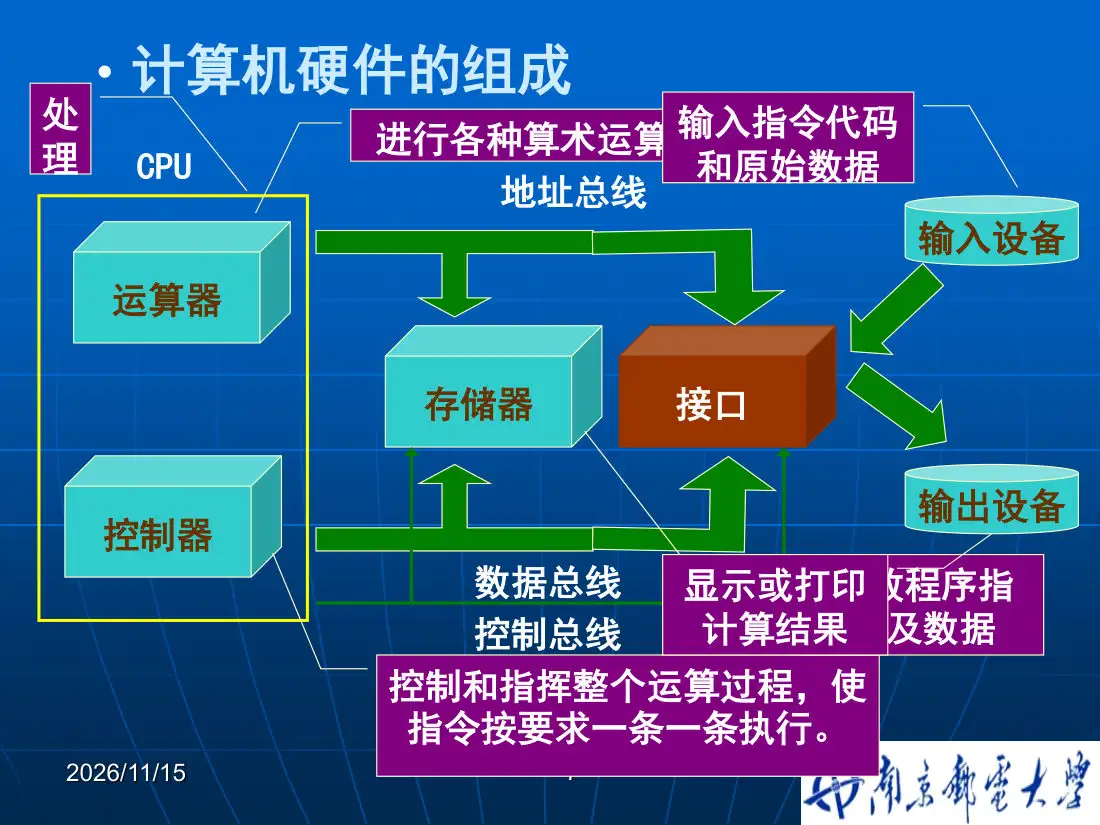 • 计算机硬件的组成
处
理
CPU
进行各种算术运算
输入指令代码
和原始数据
地址总线
输入设备
运算器
存储器
接口
控制器
输出设备
数据总线
控制总线
显示或打印
计算结果
程序指
及数据
控制和指挥整个运算过程，使
指令按要求一条一条执行。
2026/11/15
南京邮电大学